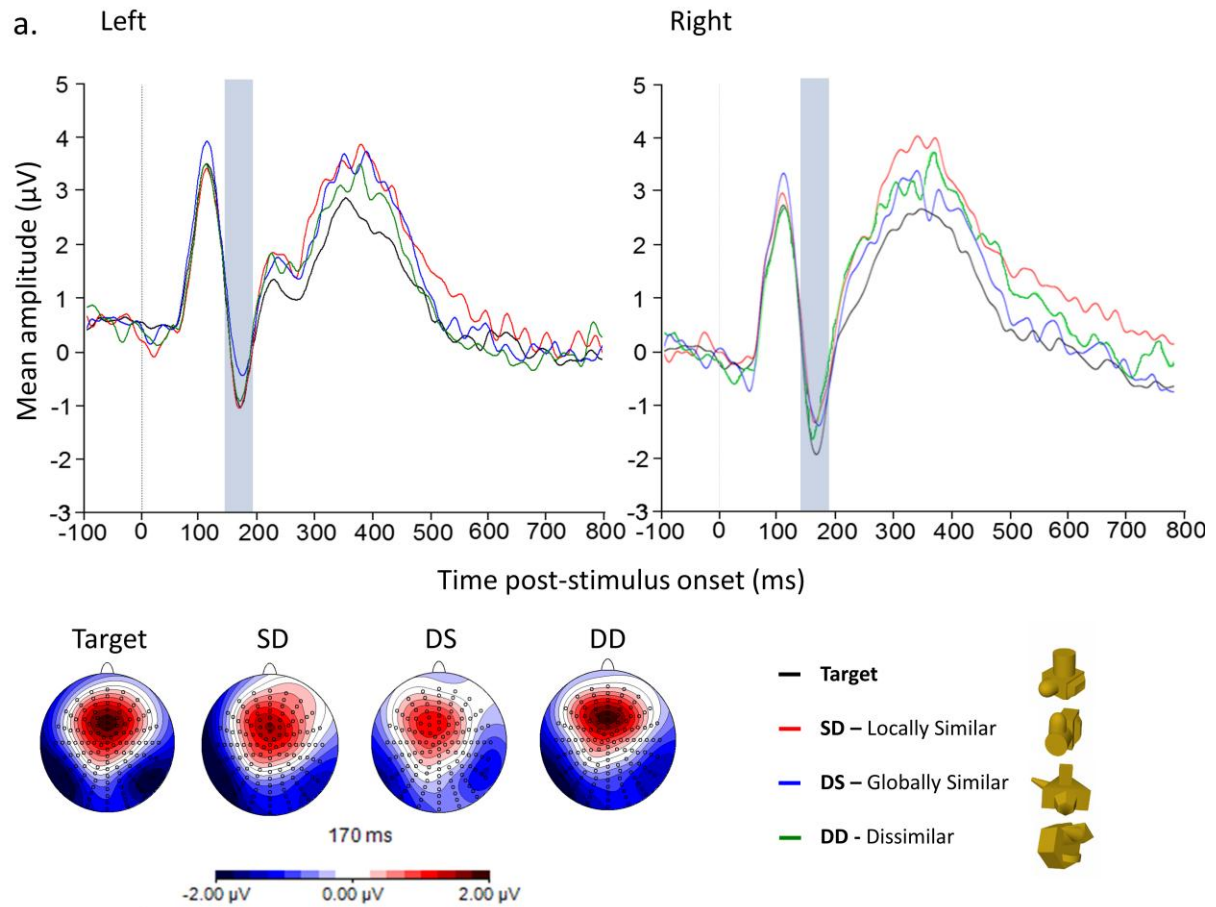 a.
Left
Right
Mean amplitude (µV)
5
4
3
2
1
0
-1
-2
-3
-100 0 100 200 300 400 500 600 700 800
5
4
3
2
1
0
-1
-2
-3
-100 0 100 200 300 400 500 600 700 800
Time post-stimulus onset (ms)
Target SD DS DD
170 ms
-2.00 µV 0.00 µV 2.00 µV
Target
SD – Locally Similar
DS – Globally Similar
DD - Dissimilar